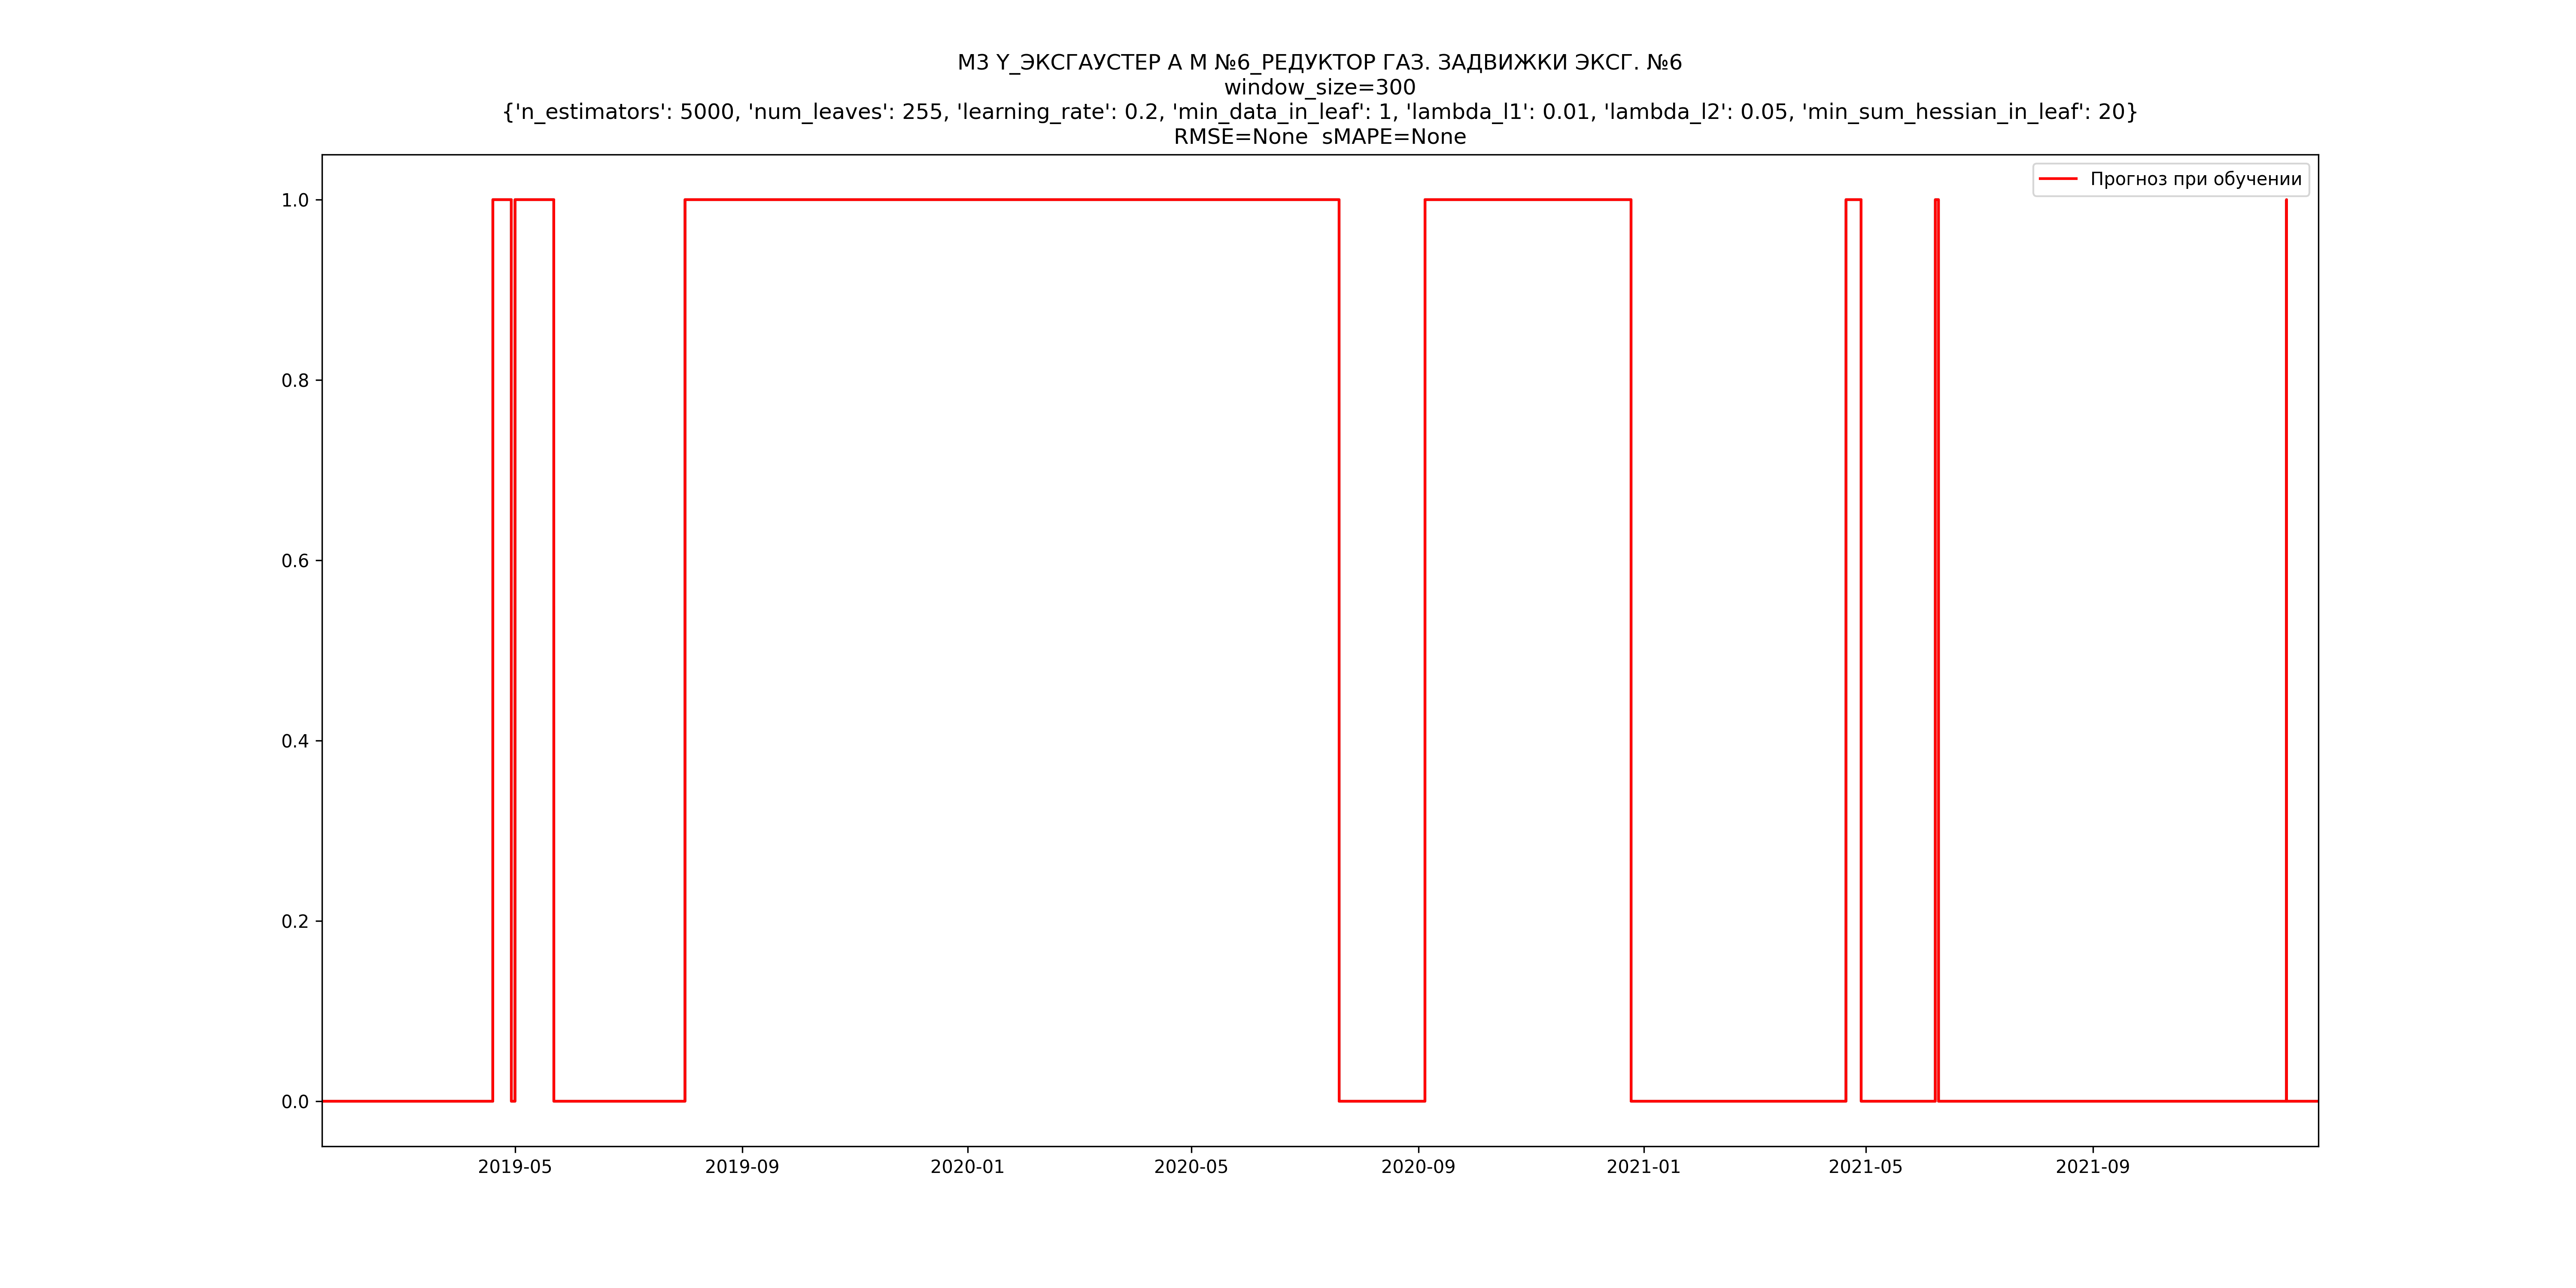 М3 Y_ЭКСГАУСТЕР А М №6_РЕДУКТОР ГАЗ. ЗАДВИЖКИ ЭКСГ. №6
window_size=300
{'n_estimators': 5000, 'num_leaves': 255, 'learning_rate': 0.2, 'min_data_in_leaf': 1, 'lambda_l1': 0.01, 'lambda_l2': 0.05, 'min_sum_hessian_in_leaf': 20}
RMSE=None  sMAPE=None
Прогноз при обучении
1.0
0.8
0.6
0.4
0.2
0.0
2019-05
2019-09
2020-01
2020-05
2020-09
2021-01
2021-05
2021-09